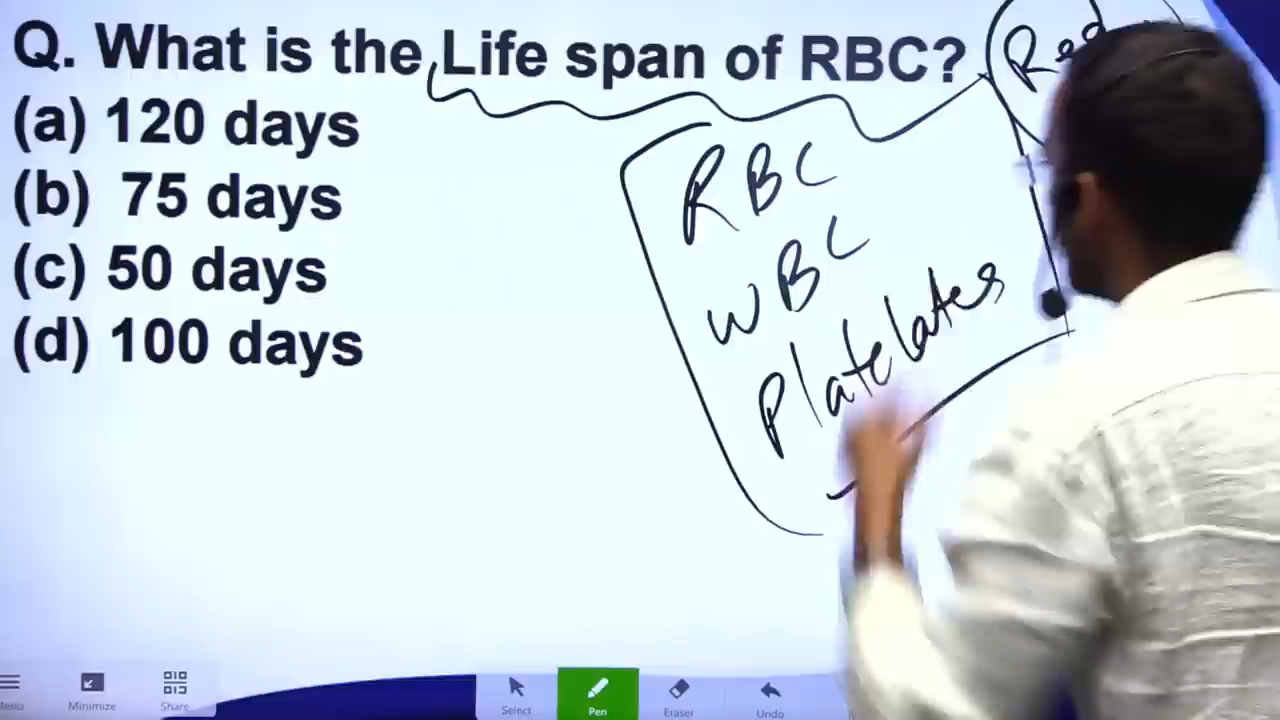 Q. What is the Life span of RBC?
(a) 120 days
(b) 75 days
(c) 50 days
(d) 100 days
Red
RBC
WBC
Platelates
Minimize
Share
Select
Pen
Eraser
Undo